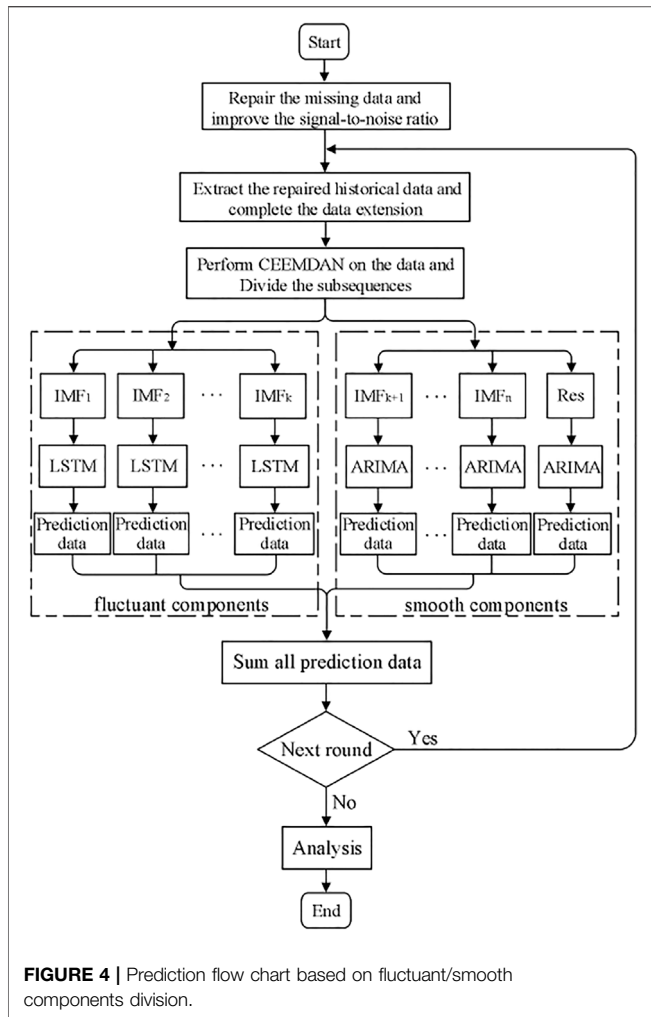 Start
Repair the missing data and
improve the signal-to-noise ratio
Extract the repaired historical data and
complete the data extension
Perform CEEMDAN on the data and
Divide the subsequences
IMF1 IMF2 ··· IMFk IMFk+1 ··· IMFn Res
LSTM LSTM ··· LSTM ARIMA ··· ARIMA ARIMA
Prediction data Prediction data ··· Prediction data Prediction data ··· Prediction data Prediction data
fluctuant components smooth components
Sum all prediction data
Next round Yes
No
Analysis
End
FIGURE 4 | Prediction flow chart based on fluctuant/smooth
components division.